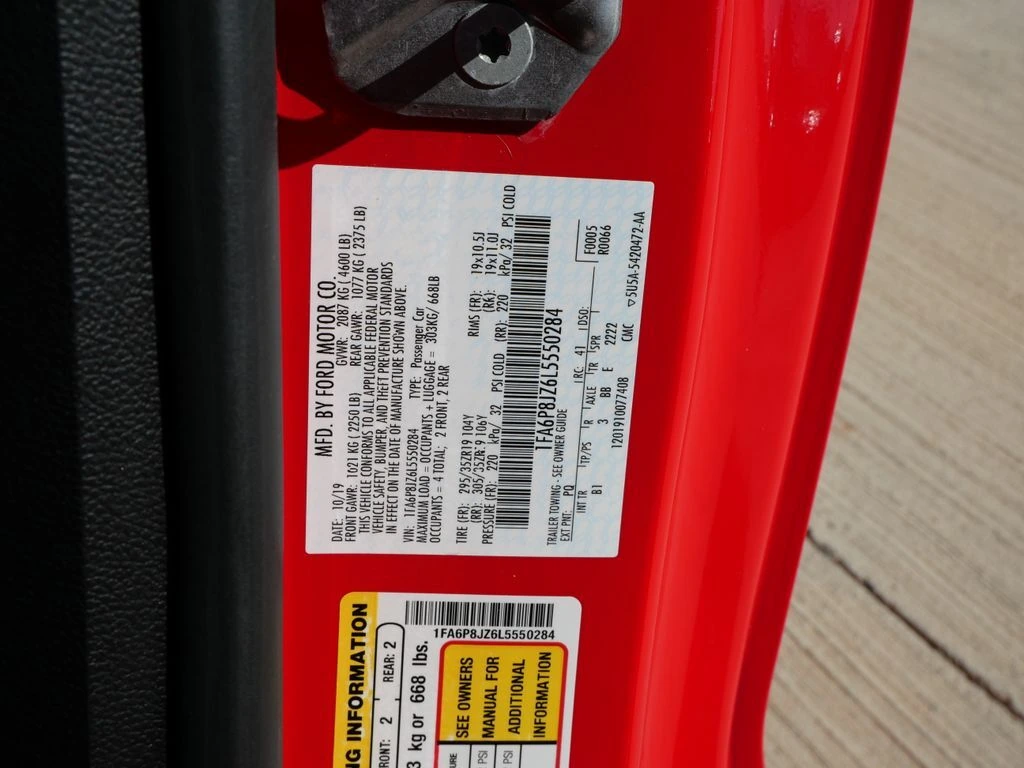 MFD. BY FORD MOTOR CO.
DATE: 10/19 GVWR: 2087 KG ( 4600 LB)
FRONT GAWR: 1021 KG ( 2250 LB) REAR GAWR: 1077 KG ( 2375 LB)
THIS VEHICLE CONFORMS TO ALL APPLICABLE FEDERAL MOTOR
VEHICLE SAFETY, BUMPER, AND THEFT PREVENTION STANDARDS
IN EFFECT ON THE DATE OF MANUFACTURE SHOWN ABOVE.
VIN: 1FA6P8JZ6L5550284 TYPE: Passenger Car
MAXIMUM LOAD = OCCUPANTS + LUGGAGE = 303KG/ 668LB
OCCUPANTS = 4 TOTAL; 2 FRONT, 2 REAR
TIRE (FR): 295/35ZR19 104Y RIMS (FR): 19x10.5J
(RR): 305/35ZR19 106Y (RR): 19x11.0J
PRESSURE (FR): 220 kPa/ 32 PSI COLD (RR): 220 kPa/ 32 PSI COLD
1FA6P8JZ6L5550284
TRAILER TOWING - SEE OWNER GUIDE
EXT PNT: PQ RC: 41 DSO: F0005
INT TR TP/PS R AXLE TR SPR R0066
B1 3 BB E 2222
1201910077408 CMC ▽5U5A-5420472-AA
NG INFORMATION
RONT: 2 REAR: 2
3 kg or 668 lbs.
1FA6P8JZ6L5550284
SEE OWNERS
MANUAL FOR
ADDITIONAL
INFORMATION
URE
PSI
PSI